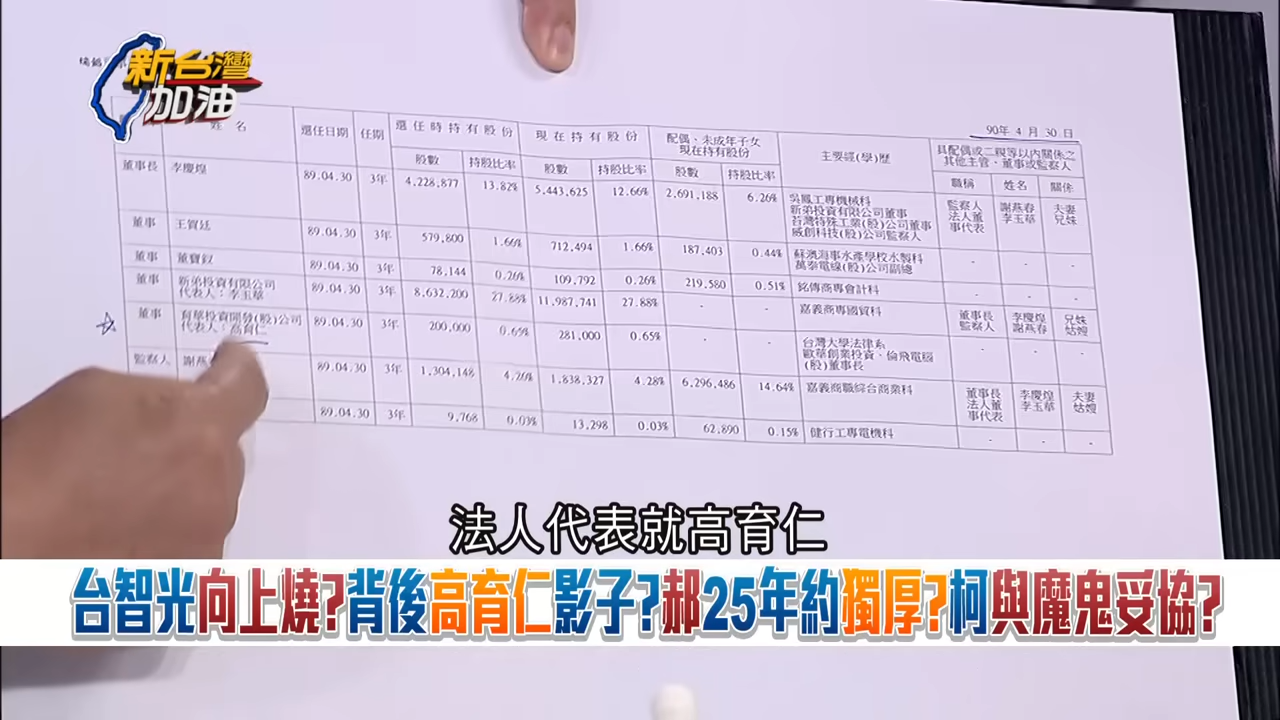 新台灣
加油
90年 4 月 30 日
姓 名
選任日期
任期
選任時持有股份
現在持有股份
配偶、未成年子女
現在持有股份
主要經(學)歷
具配偶或二親等以內關係之
其他主管、董事或監察人
股數 持股比率 股數 持股比率 股數 持股比率 職稱 姓名 關係
董事長 李慶煌 89.04.30 3年 4,228,877 13.82% 5,443,625 12.66% 2,691,188 6.26%
吳鳳工專機械科
新弟投資有限公司董事
台灣特殊工業(股)公司董事
威創科技(股)公司監察人
監察人 謝燕春 夫妻
法人董事代表 李玉華 兄妹
董事 王賀廷 89.04.30 3年 579,800 1.66% 712,494 1.66% 187,403 0.44%
蘇澳海事水產學校水製科
萬泰電線(股)公司副總
- - -
董事 董寶釵 89.04.30 3年 78,144 0.26% 109,792 0.26% 219,580 0.51% 銘傳商專會計科 - - -
董事 新弟投資有限公司
代表人：李玉華 89.04.30 3年 8,632,200 27.88% 11,987,741 27.88% - - 嘉義商專國貿科
董事長 李慶煌 兄妹
監察人 謝燕春 姑嫂
董事 育華投資開發(股)公司
代表人：高育仁 89.04.30 3年 200,000 0.65% 281,000 0.65% - -
台灣大學法律系
歐華創業投資、倫飛電腦
(股)董事長
- - -
監察人 謝燕 89.04.30 3年 1,304,148 4.26% 1,838,327 4.28% 6,296,486 14.64% 嘉義商職綜合商業科
董事長 李慶煌 夫妻
法人董事代表 李玉華 姑嫂
89.04.30 3年 9,768 0.03% 13,298 0.03% 62,890 0.15% 健行工專電機科 - - -
法人代表就高育仁
台智光向上燒?背後高育仁影子?郝25年約獨厚?柯與魔鬼妥協?